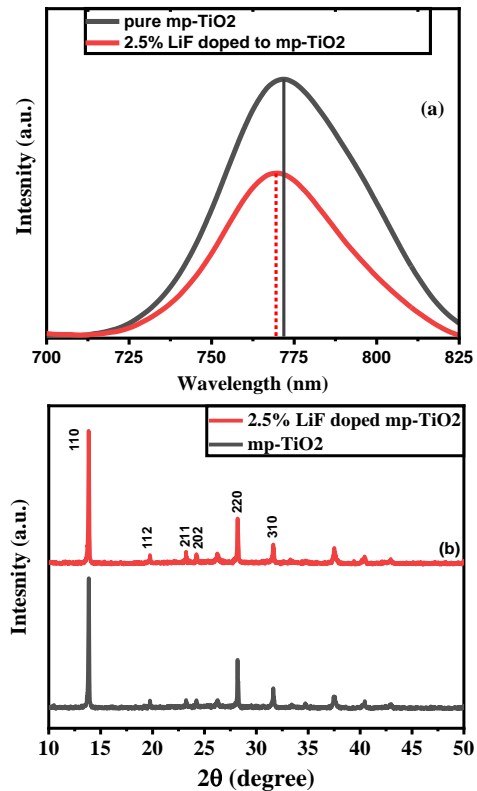 pure mp-TiO2
2.5% LiF doped to mp-TiO2
(a)
Intesnity (a.u.)
700 725 750 775 800 825
Wavelength (nm)
2.5% LiF doped mp-TiO2
mp-TiO2
110
112
211
202
220
310
(b)
Intesnity (a.u.)
10 15 20 25 30 35 40 45 50
2θ (degree)